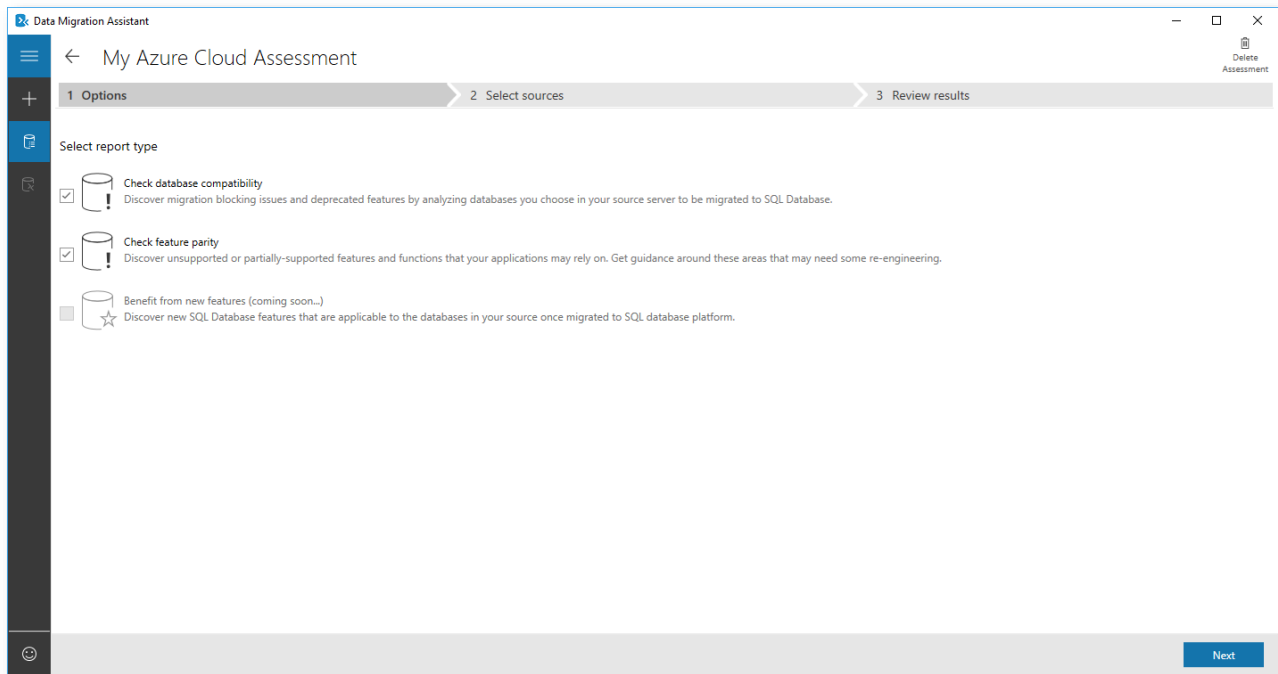 Data Migration Assistant
My Azure Cloud Assessment
Delete
Assessment
1 Options
2 Select sources
3 Review results
Select report type
Check database compatibility
Discover migration blocking issues and deprecated features by analyzing databases you choose in your source server to be migrated to SQL Database.
Check feature parity
Discover unsupported or partially-supported features and functions that your applications may rely on. Get guidance around these areas that may need some re-engineering.
Benefit from new features (coming soon...)
Discover new SQL Database features that are applicable to the databases in your source once migrated to SQL database platform.
Next